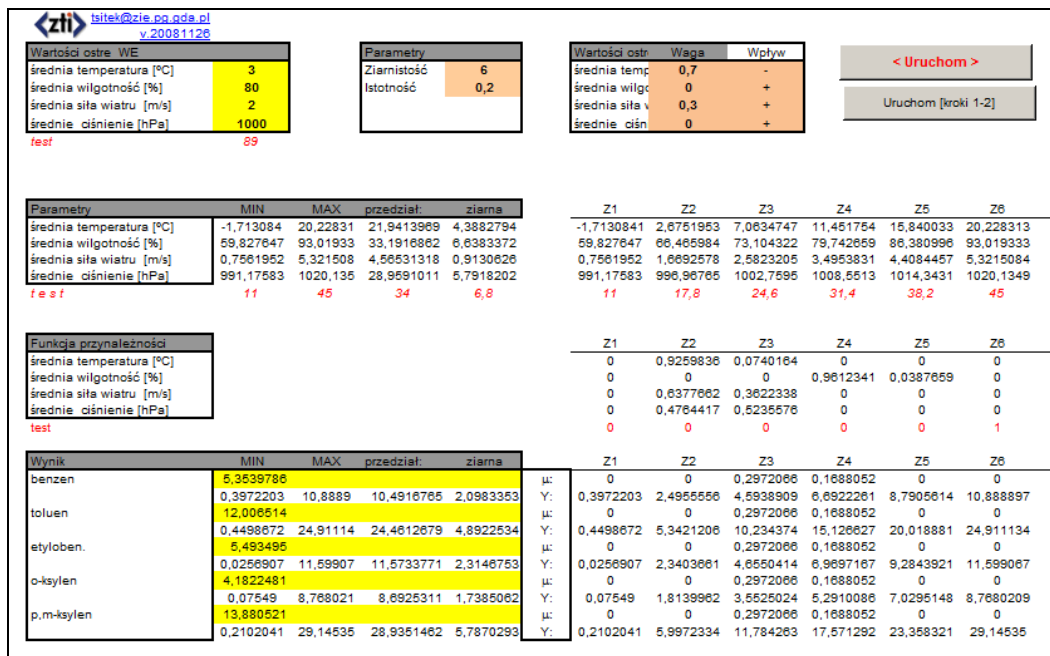 <zti> tsitek@zie.pg.gda.pl
v.20081126
Wartości ostre WE
średnia temperatura [ºC] 3
średnia wilgotność [%] 80
średnia siła wiatru [m/s] 2
średnie ciśnienie [hPa] 1000
test 89
Parametry
Ziarnistość 6
Istotność 0,2
Wartości ostr Waga Wpływ
średnia temp 0,7 -
średnia wilgo 0 +
średnia siła v 0,3 +
średnie ciśn 0 +
< Uruchom >
Uruchom [kroki 1-2]
Parametry MIN MAX przedział: ziarna Z1 Z2 Z3 Z4 Z5 Z6
średnia temperatura [ºC] -1,713084 20,22831 21,9413969 4,3882794 -1,7130841 2,6751953 7,0634747 11,451754 15,840033 20,228313
średnia wilgotność [%] 59,827647 93,01933 33,1916862 6,6383372 59,827647 66,465984 73,104322 79,742659 86,380996 93,019333
średnia siła wiatru [m/s] 0,7561952 5,321508 4,56531318 0,9130626 0,7561952 1,6692578 2,5823205 3,4953831 4,4084457 5,3215084
średnie ciśnienie [hPa] 991,17583 1020,135 28,9591011 5,7918202 991,17583 996,96765 1002,7595 1008,5513 1014,3431 1020,1349
test 11 45 34 6,8 11 17,8 24,6 31,4 38,2 45
Funkcja przynależności Z1 Z2 Z3 Z4 Z5 Z6
średnia temperatura [ºC] 0 0,9259836 0,0740164 0 0 0
średnia wilgotność [%] 0 0 0 0,9612341 0,0387659 0
średnia siła wiatru [m/s] 0 0,6377662 0,3622338 0 0 0
średnie ciśnienie [hPa] 0 0,4764417 0,5235576 0 0 0
test 0 0 0 0 0 1
Wynik MIN MAX przedział: ziarna Z1 Z2 Z3 Z4 Z5 Z6
benzen 5,3539786 µ: 0 0 0,2972066 0,1688052 0 0
0,3972203 10,8889 10,4916765 2,0983353 Y: 0,3972203 2,4955556 4,5938909 6,6922261 8,7905614 10,888897
toluen 12,006514 µ: 0 0 0,2972066 0,1688052 0 0
0,4498672 24,91114 24,4612679 4,8922534 Y: 0,4498672 5,3421206 10,234374 15,126627 20,018881 24,911134
etyloben. 5,493495 µ: 0 0 0,2972066 0,1688052 0 0
0,0256907 11,59907 11,5733771 2,3146753 Y: 0,0256907 2,3403661 4,6550414 6,9697167 9,2843921 11,599067
o-ksylen 4,1822481 µ: 0 0 0,2972066 0,1688052 0 0
0,07549 8,768021 8,6925311 1,7385062 Y: 0,07549 1,8139962 3,5525024 5,2910086 7,0295148 8,7680209
p,m-ksylen 13,880521 µ: 0 0 0,2972066 0,1688052 0 0
0,2102041 29,14535 28,9351462 5,7870293 Y: 0,2102041 5,9972334 11,784263 17,571292 23,358321 29,14535